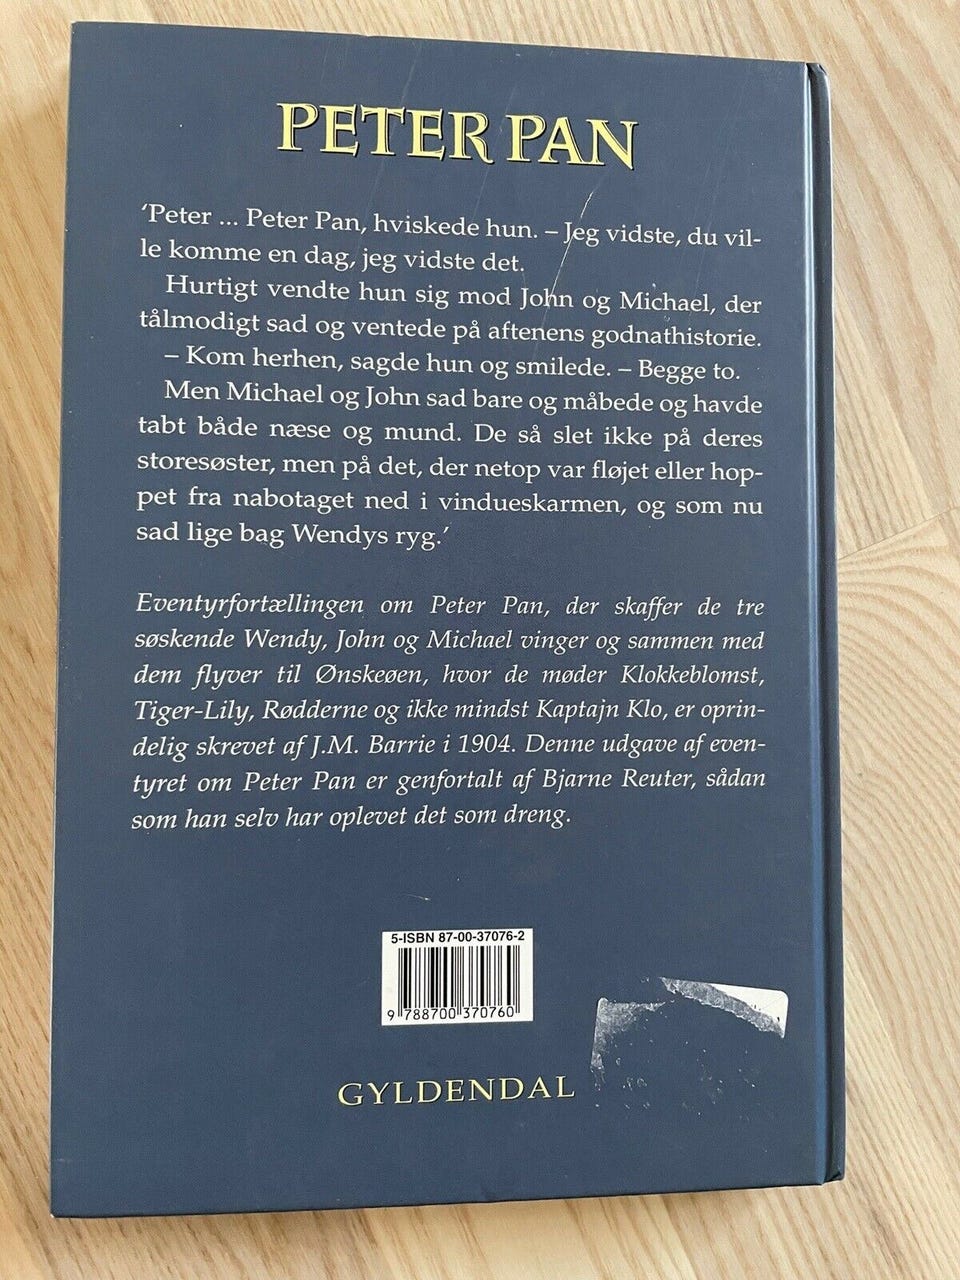 PETER PAN
‘Peter ... Peter Pan, hviskede hun. – Jeg vidste, du vil-
le komme en dag, jeg vidste det.
Hurtigt vendte hun sig mod John og Michael, der
tålmodigt sad og ventede på aftenens godnathistorie.
– Kom herhen, sagde hun og smilede. – Begge to.
Men Michael og John sad bare og måbede og havde
tabt både næse og mund. De så slet ikke på deres
storesøster, men på det, der netop var fløjet eller hop-
pet fra nabotaget ned i vindueskarmen, og som nu
sad lige bag Wendys ryg.’
Eventyrfortællingen om Peter Pan, der skaffer de tre
søskende Wendy, John og Michael vinger og sammen med
dem flyver til Ønskeøen, hvor de møder Klokkeblomst,
Tiger-Lily, Rødderne og ikke mindst Kaptajn Klo, er oprin-
delig skrevet af J.M. Barrie i 1904. Denne udgave af even-
tyret om Peter Pan er genfortalt af Bjarne Reuter, sådan
som han selv har oplevet det som dreng.
5-ISBN 87-00-37076-2
9 788700 370760
GYLDENDAL